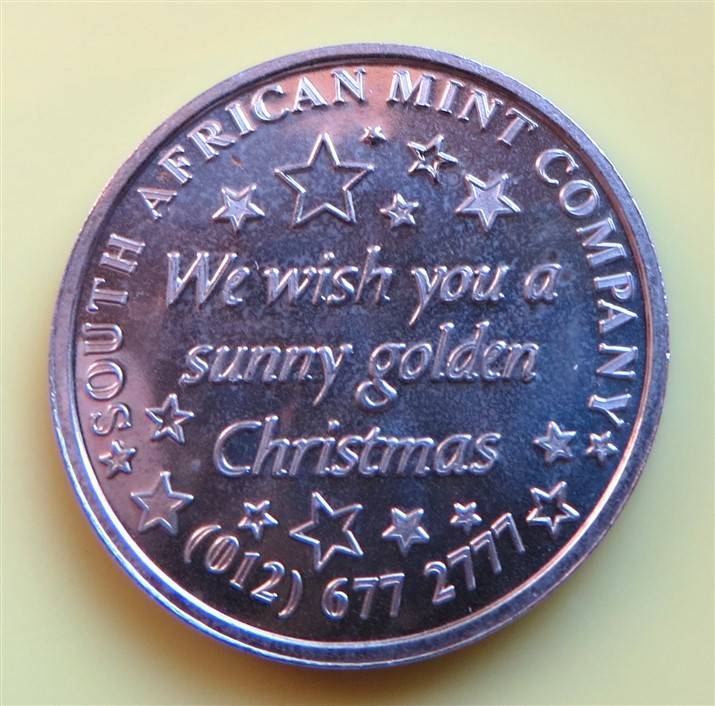 SOUTH AFRICAN MINT COMPANY
We wish you a
sunny golden
Christmas
(012) 677 2777